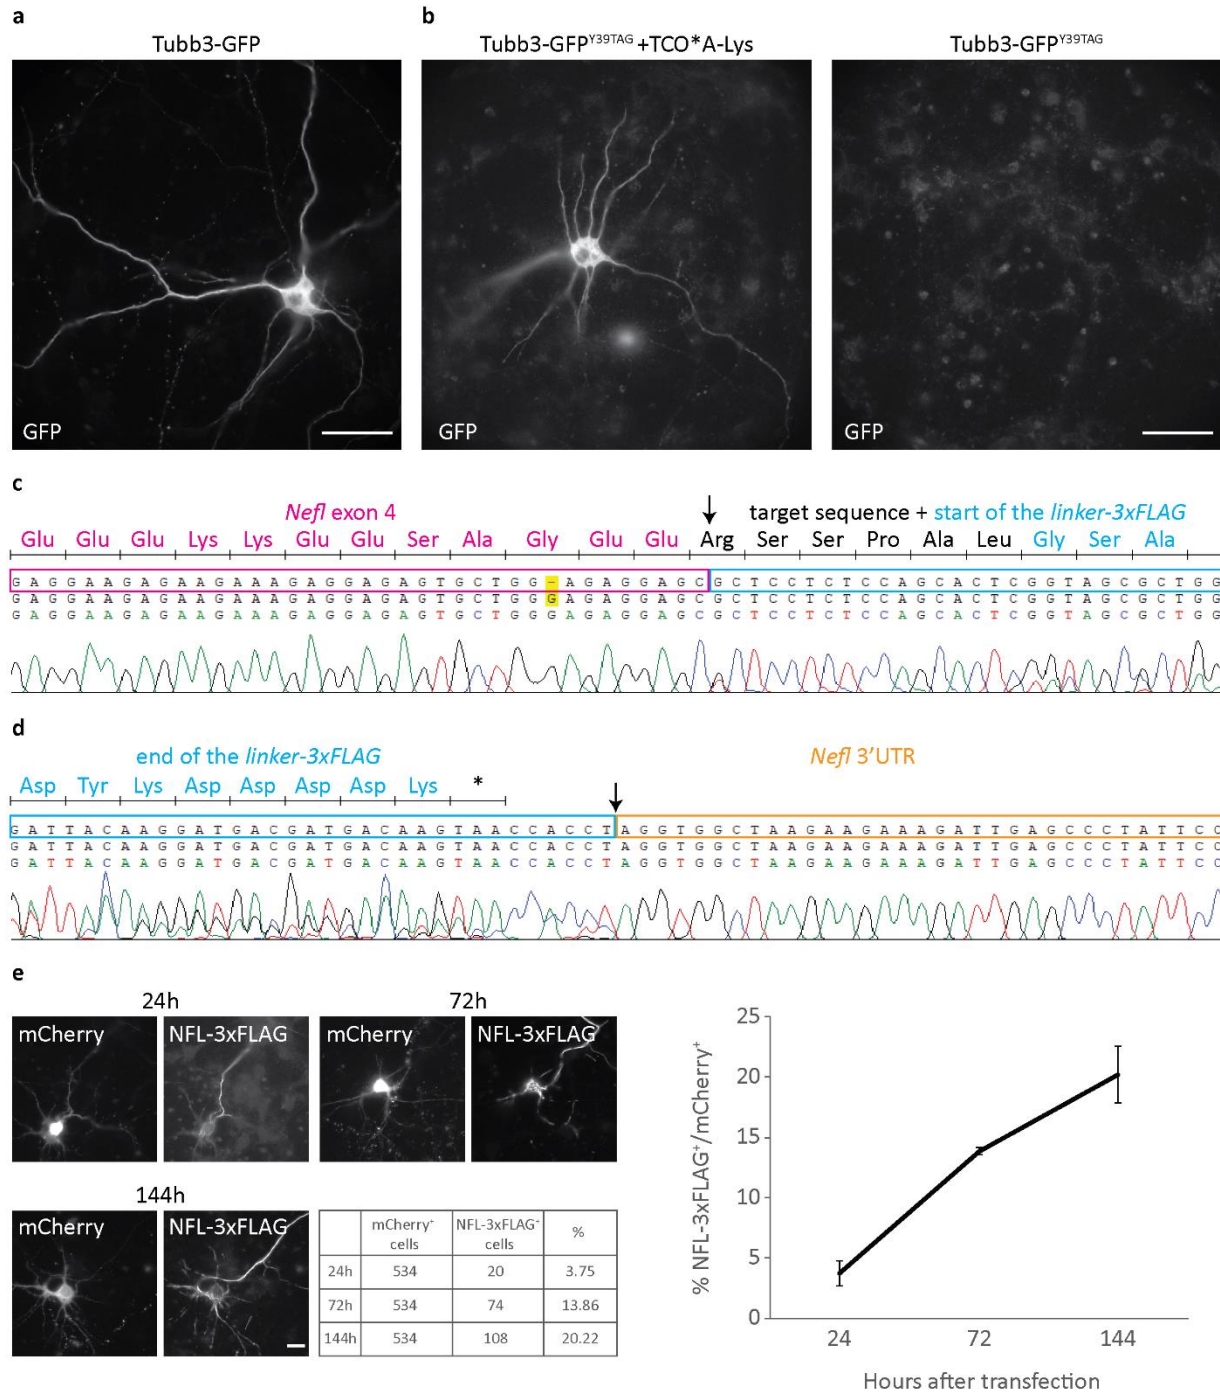 a
Tubb3-GFP
GFP
b
Tubb3-GFPY39TAG +TCO*A-Lys
GFP
Tubb3-GFPY39TAG
GFP
c
Nefl exon 4
target sequence + start of the linker-3xFLAG
Glu Glu Glu Lys Lys Glu Glu Ser Ala Gly Glu Glu Arg Ser Ser Pro Ala Leu Gly Ser Ala
G A G G A A G A G A A G A A A G A G G A G A G T G C T G G - A G A G G A G C G C T C C T C T C C A G C A C T C G G T A G C G C T G G
G A G G A A G A G A A G A A A G A G G A G A G T G C T G G G A G A G G A G C G C T C C T C T C C A G C A C T C G G T A G C G C T G G
G A G G A A G A G A A G A A A G A G G A G A G T G C T G G G A G A G G A G C G C T C C T C T C C A G C A C T C G G T A G C G C T G G
d
end of the linker-3xFLAG
Nefl 3'UTR
Asp Tyr Lys Asp Asp Asp Asp Lys *
G A T T A C A A G G A T G A C G A T G A C A A G T A A C C A C C T A G G T G G C T A A G A A G A A A G A T T G A G C C C T A T T C C
G A T T A C A A G G A T G A C G A T G A C A A G T A A C C A C C T A G G T G G C T A A G A A G A A A G A T T G A G C C C T A T T C C
G A T T A C A A G G A T G A C G A T G A C A A G T A A C C A C C T A G G T G G C T A A G A A G A A A G A T T G A G C C C T A T T C C
e
24h
mCherry
NFL-3xFLAG
72h
mCherry
NFL-3xFLAG
144h
mCherry
NFL-3xFLAG
mCherry+ cells
NFL-3xFLAG+ cells
%
24h 534 20 3.75
72h 534 74 13.86
144h 534 108 20.22
% NFL-3xFLAG+/mCherry+
25
20
15
10
5
0
24 72 144
Hours after transfection